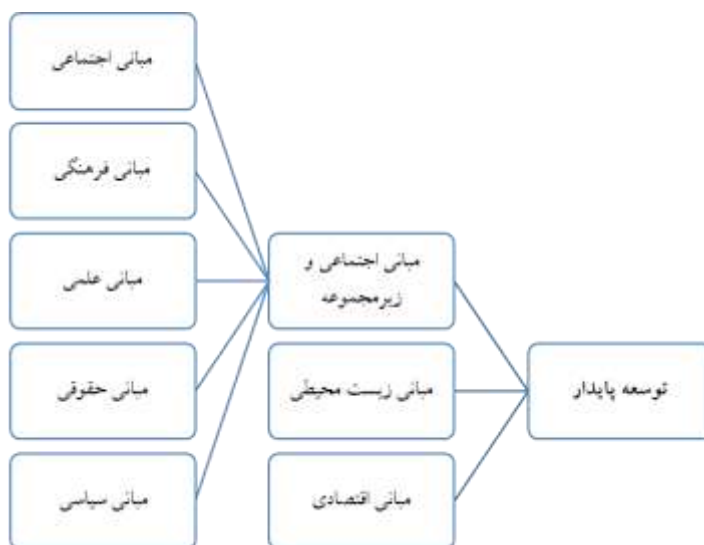 توسعه پایدار
مبانی اجتماعی و
زیرمجموعه
مبانی زیست محیطی
مبانی اقتصادی
مبانی اجتماعی
مبانی فرهنگی
مبانی علمی
مبانی حقوقی
مبانی سیاسی